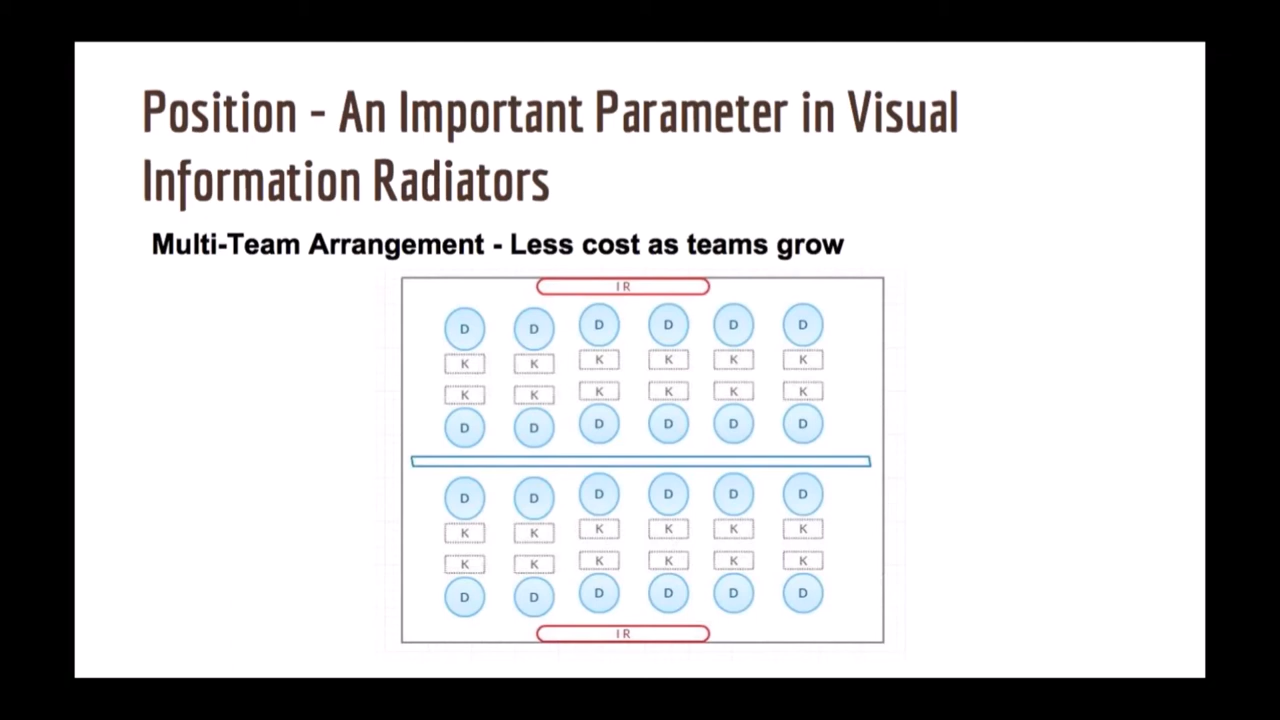 Position - An Important Parameter in Visual
Information Radiators
Multi-Team Arrangement - Less cost as teams grow
IR
D D D D D D
K K K K K K
K K K K K K
D D D D D D
D D D D D D
K K K K K K
K K K K K K
D D D D D D
IR